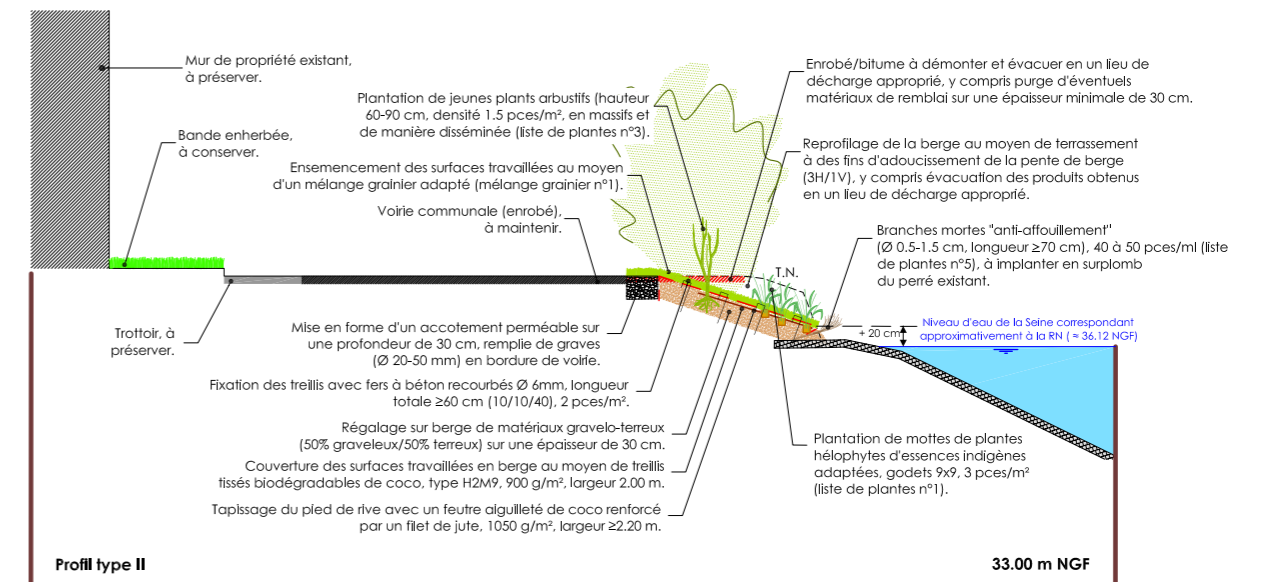 Mur de propriété existant,
à préserver.
Bande enherbée,
à conserver.
Plantation de jeunes plants arbustifs (hauteur
60-90 cm, densité 1.5 pces/m², en massifs et
de manière disséminée (liste de plantes n°3).
Ensemencement des surfaces travaillées au moyen
d'un mélange grainier adapté (mélange grainier n°1).
Voirie communale (enrobé),
à maintenir.
Enrobé/bitume à démonter et évacuer en un lieu de
décharge approprié, y compris purge d'éventuels
matériaux de remblai sur une épaisseur minimale de 30 cm.
Reprofilage de la berge au moyen de terrassement
à des fins d'adoucissement de la pente de berge
(3H/1V), y compris évacuation des produits obtenus
en un lieu de décharge approprié.
Branches mortes "anti-affouillement"
(Ø 0.5-1.5 cm, longueur ≥70 cm), 40 à 50 pces/ml (liste
de plantes n°5), à implanter en surplomb
du perré existant.
T.N.
Niveau d'eau de la Seine correspondant
approximativement à la RN ( ≈ 36.12 NGF)
+ 20 cm
Trottoir, à
préserver.
Mise en forme d'un accotement perméable sur
une profondeur de 30 cm, remplie de graves
(Ø 20-50 mm) en bordure de voirie.
Fixation des treillis avec fers à béton recourbés Ø 6mm, longueur
totale ≥60 cm (10/10/40), 2 pces/m².
Régalage sur berge de matériaux gravelo-terreux
(50% graveleux/50% terreux) sur une épaisseur de 30 cm.
Couverture des surfaces travaillées en berge au moyen de treillis
tissés biodégradables de coco, type H2M9, 900 g/m², largeur 2.00 m.
Tapissage du pied de rive avec un feutre aiguilleté de coco renforcé
par un filet de jute, 1050 g/m², largeur ≥2.20 m.
Plantation de mottes de plantes
hélophytes d'essences indigènes
adaptées, godets 9x9, 3 pces/m²
(liste de plantes n°1).
Profil type II
33.00 m NGF